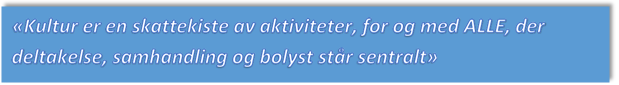 «Kultur er en skattekiste av aktiviteter, for og med ALLE, der
deltakelse, samhandling og bolyst står sentralt»